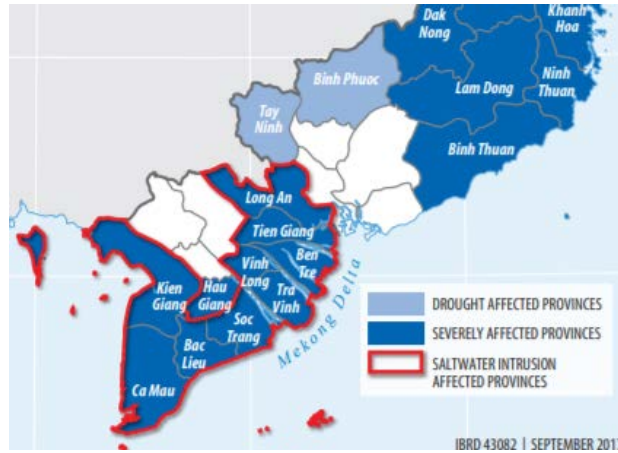 Dak
Nong
Khanh
Hoa
Binh Phuoc
Lam Dong
Ninh
Thuan
Tay
Ninh
Binh Thuan
Long An
Tien Giang
Ben
Tre
Vinh
Long
Tra
Vinh
Kien
Giang
Hau
Giang
Soc
Trang
Bac
Lieu
Ca Mau
Mekong Delta
DROUGHT AFFECTED PROVINCES
SEVERELY AFFECTED PROVINCES
SALTWATER INTRUSION
AFFECTED PROVINCES
IBRD 43082 | SEPTEMBER 201